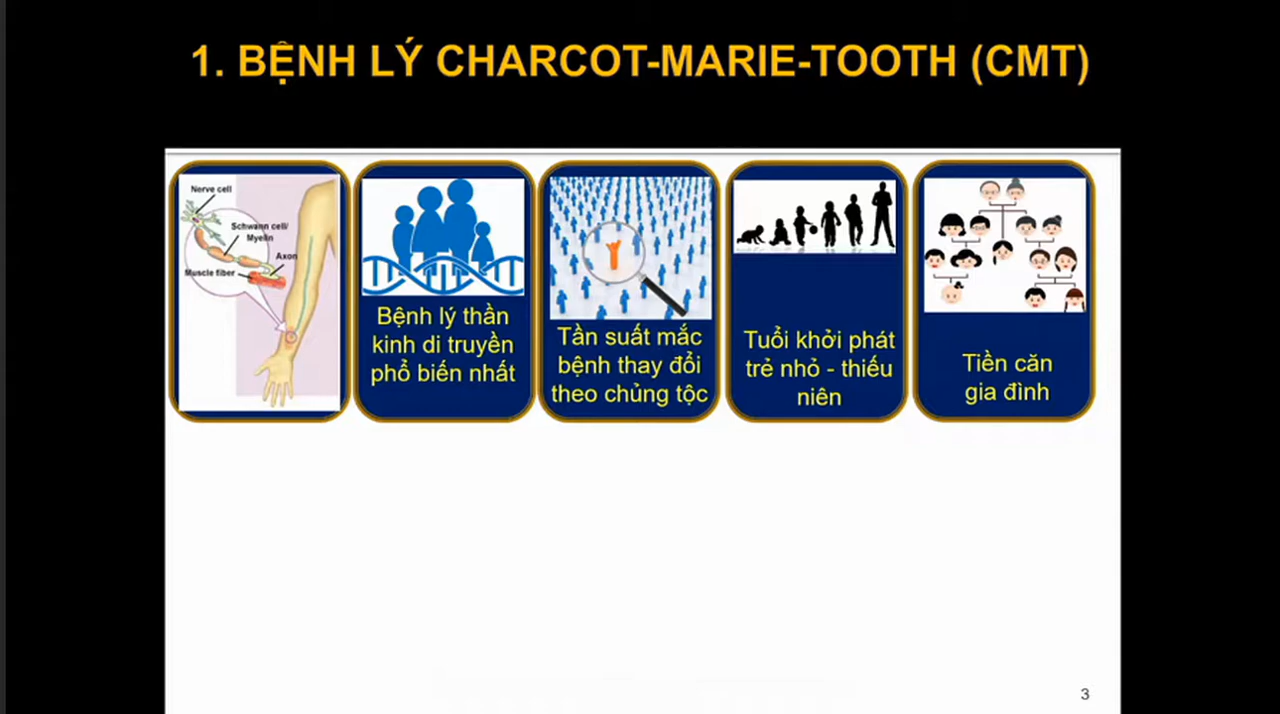 1. BỆNH LÝ CHARCOT-MARIE-TOOTH (CMT)
Nerve cell
Schwann cell/
Myelin
Axon
Muscle fiber
Bệnh lý thần
kinh di truyền
phổ biến nhất
Tần suất mắc
bệnh thay đổi
theo chủng tộc
Tuổi khởi phát
trẻ nhỏ - thiếu
niên
Tiền căn
gia đình
3